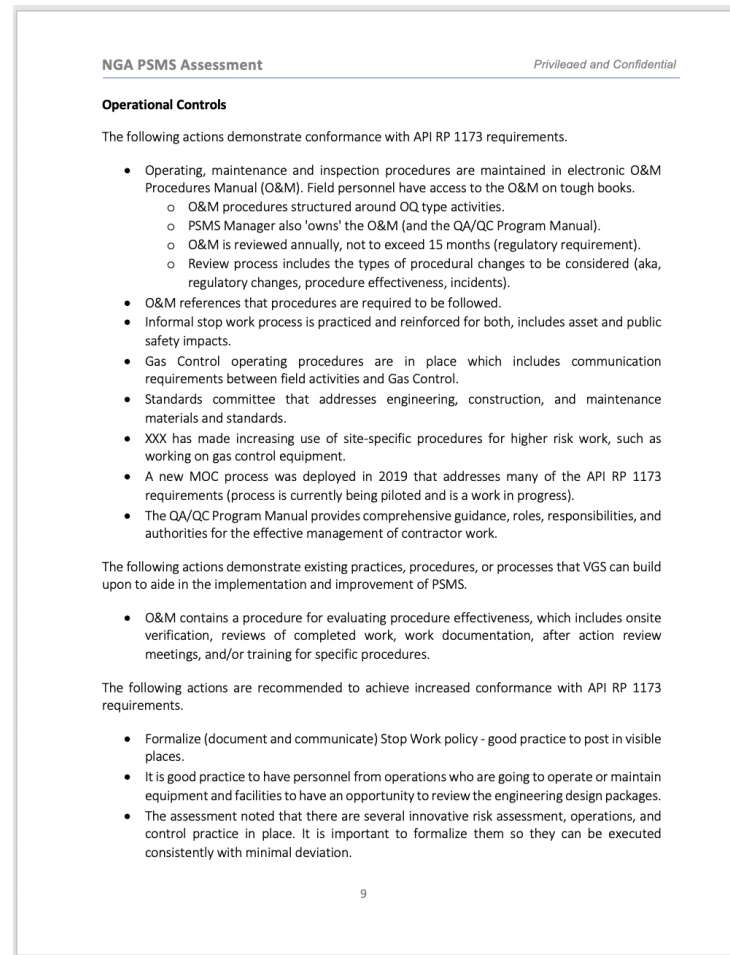 NGA PSMS Assessment
Privileged and Confidential
Operational Controls
The following actions demonstrate conformance with API RP 1173 requirements.
• Operating, maintenance and inspection procedures are maintained in electronic O&M
Procedures Manual (O&M). Field personnel have access to the O&M on tough books.
o O&M procedures structured around OQ type activities.
o PSMS Manager also 'owns' the O&M (and the QA/QC Program Manual).
o O&M is reviewed annually, not to exceed 15 months (regulatory requirement).
o Review process includes the types of procedural changes to be considered (aka,
regulatory changes, procedure effectiveness, incidents).
• O&M references that procedures are required to be followed.
• Informal stop work process is practiced and reinforced for both, includes asset and public
safety impacts.
• Gas Control operating procedures are in place which includes communication
requirements between field activities and Gas Control.
• Standards committee that addresses engineering, construction, and maintenance
materials and standards.
• XXX has made increasing use of site-specific procedures for higher risk work, such as
working on gas control equipment.
• A new MOC process was deployed in 2019 that addresses many of the API RP 1173
requirements (process is currently being piloted and is a work in progress).
• The QA/QC Program Manual provides comprehensive guidance, roles, responsibilities, and
authorities for the effective management of contractor work.
The following actions demonstrate existing practices, procedures, or processes that VGS can build
upon to aide in the implementation and improvement of PSMS.
• O&M contains a procedure for evaluating procedure effectiveness, which includes onsite
verification, reviews of completed work, work documentation, after action review
meetings, and/or training for specific procedures.
The following actions are recommended to achieve increased conformance with API RP 1173
requirements.
• Formalize (document and communicate) Stop Work policy - good practice to post in visible
places.
• It is good practice to have personnel from operations who are going to operate or maintain
equipment and facilities to have an opportunity to review the engineering design packages.
• The assessment noted that there are several innovative risk assessment, operations, and
control practice in place. It is important to formalize them so they can be executed
consistently with minimal deviation.
9